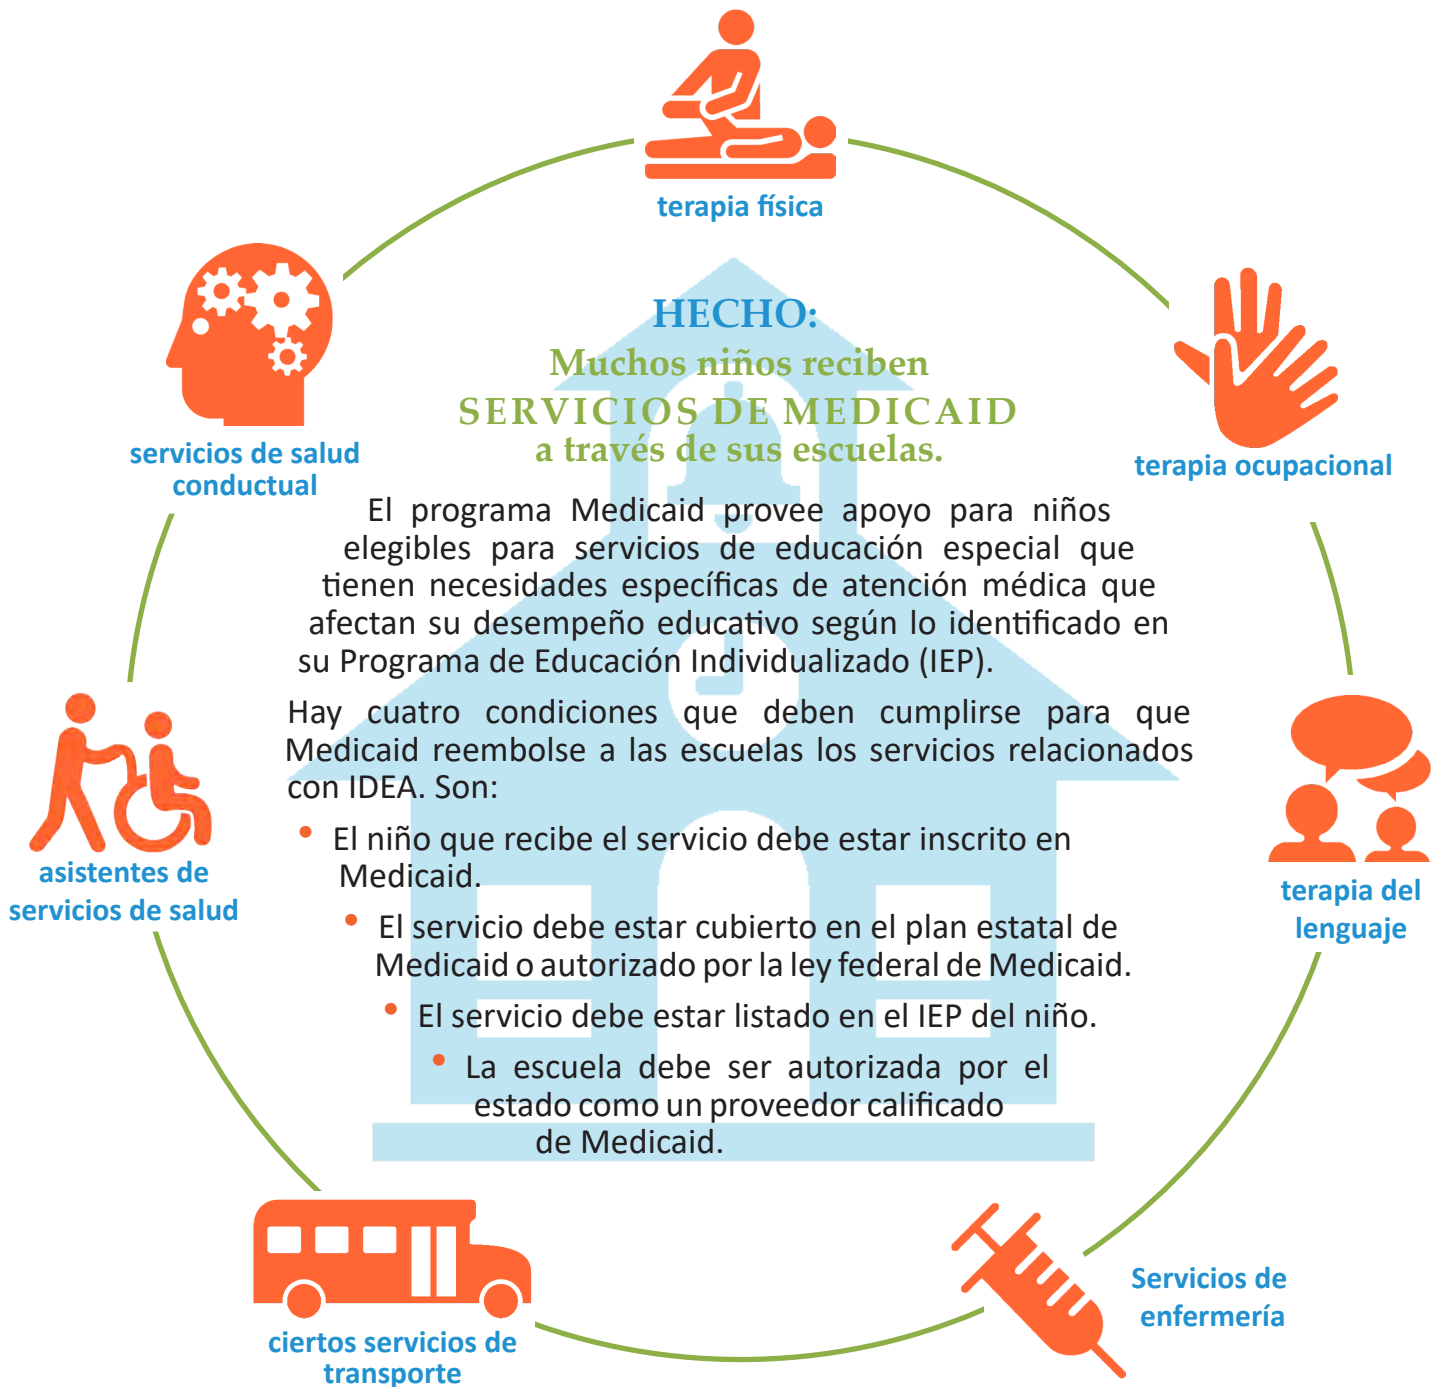 terapia física
HECHO:
Muchos niños reciben
SERVICIOS DE MEDICAID
a través de sus escuelas.
servicios de salud
conductual
terapia ocupacional
El programa Medicaid provee apoyo para niños
elegibles para servicios de educación especial que
tienen necesidades específicas de atención médica que
afectan su desempeño educativo según lo identificado en
su Programa de Educación Individualizado (IEP).
Hay cuatro condiciones que deben cumplirse para que
Medicaid reembolse a las escuelas los servicios relacionados
con IDEA. Son:
• El niño que recibe el servicio debe estar inscrito en
Medicaid.
• El servicio debe estar cubierto en el plan estatal de
Medicaid o autorizado por la ley federal de Medicaid.
• El servicio debe estar listado en el IEP del niño.
• La escuela debe ser autorizada por el
estado como un proveedor calificado
de Medicaid.
asistentes de
servicios de salud
terapia del
lenguaje
ciertos servicios de
transporte
Servicios de
enfermería